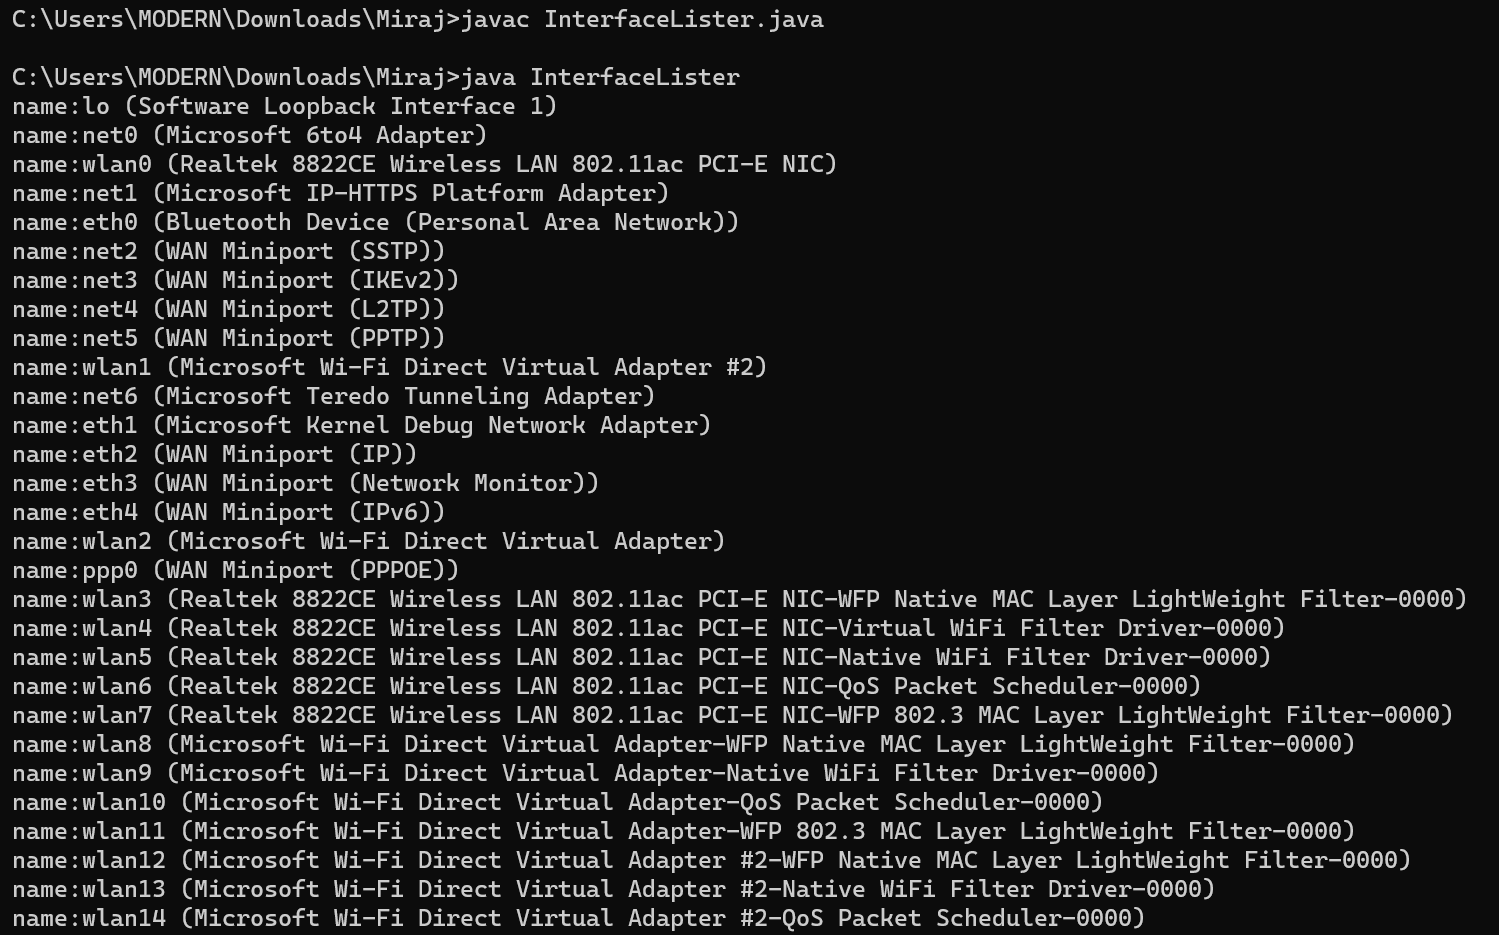 C:\Users\MODERN\Downloads\Miraj>javac InterfaceLister.java
C:\Users\MODERN\Downloads\Miraj>java InterfaceLister
name:lo (Software Loopback Interface 1)
name:net0 (Microsoft 6to4 Adapter)
name:wlan0 (Realtek 8822CE Wireless LAN 802.11ac PCI-E NIC)
name:net1 (Microsoft IP-HTTPS Platform Adapter)
name:eth0 (Bluetooth Device (Personal Area Network))
name:net2 (WAN Miniport (SSTP))
name:net3 (WAN Miniport (IKEv2))
name:net4 (WAN Miniport (L2TP))
name:net5 (WAN Miniport (PPTP))
name:wlan1 (Microsoft Wi-Fi Direct Virtual Adapter #2)
name:net6 (Microsoft Teredo Tunneling Adapter)
name:eth1 (Microsoft Kernel Debug Network Adapter)
name:eth2 (WAN Miniport (IP))
name:eth3 (WAN Miniport (Network Monitor))
name:eth4 (WAN Miniport (IPv6))
name:wlan2 (Microsoft Wi-Fi Direct Virtual Adapter)
name:ppp0 (WAN Miniport (PPPOE))
name:wlan3 (Realtek 8822CE Wireless LAN 802.11ac PCI-E NIC-WFP Native MAC Layer LightWeight Filter-0000)
name:wlan4 (Realtek 8822CE Wireless LAN 802.11ac PCI-E NIC-Virtual WiFi Filter Driver-0000)
name:wlan5 (Realtek 8822CE Wireless LAN 802.11ac PCI-E NIC-Native WiFi Filter Driver-0000)
name:wlan6 (Realtek 8822CE Wireless LAN 802.11ac PCI-E NIC-QoS Packet Scheduler-0000)
name:wlan7 (Realtek 8822CE Wireless LAN 802.11ac PCI-E NIC-WFP 802.3 MAC Layer LightWeight Filter-0000)
name:wlan8 (Microsoft Wi-Fi Direct Virtual Adapter-WFP Native MAC Layer LightWeight Filter-0000)
name:wlan9 (Microsoft Wi-Fi Direct Virtual Adapter-Native WiFi Filter Driver-0000)
name:wlan10 (Microsoft Wi-Fi Direct Virtual Adapter-QoS Packet Scheduler-0000)
name:wlan11 (Microsoft Wi-Fi Direct Virtual Adapter-WFP 802.3 MAC Layer LightWeight Filter-0000)
name:wlan12 (Microsoft Wi-Fi Direct Virtual Adapter #2-WFP Native MAC Layer LightWeight Filter-0000)
name:wlan13 (Microsoft Wi-Fi Direct Virtual Adapter #2-Native WiFi Filter Driver-0000)
name:wlan14 (Microsoft Wi-Fi Direct Virtual Adapter #2-QoS Packet Scheduler-0000)